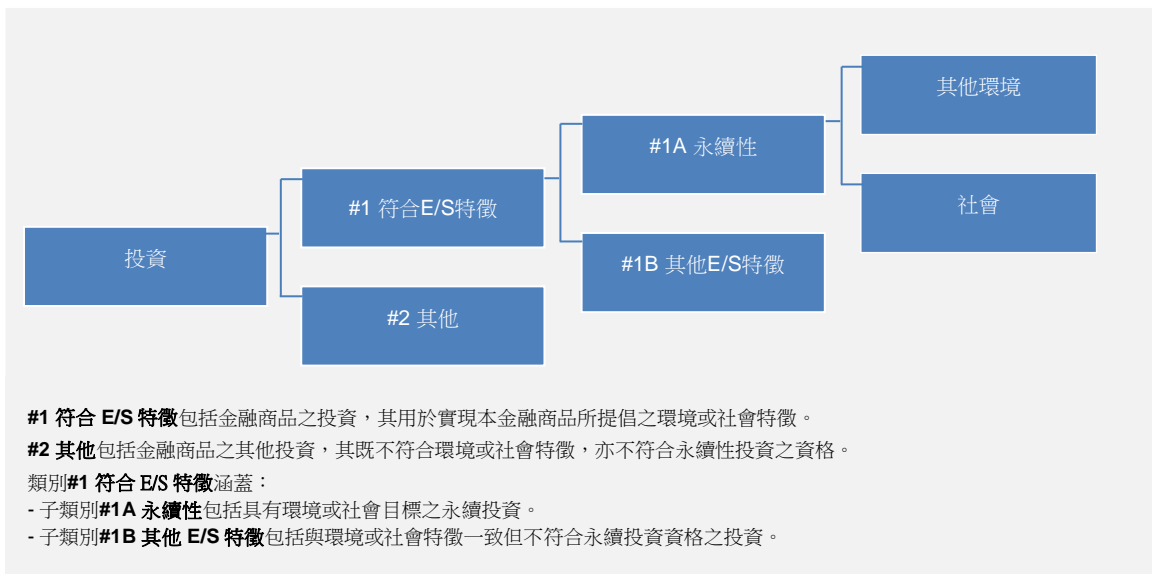 其他環境
#1A 永續性
#1 符合E/S特徵
社會
投資
#1B 其他E/S特徵
#2 其他
#1 符合 E/S 特徵包括金融商品之投資，其用於實現本金融商品所提倡之環境或社會特徵。
#2 其他包括金融商品之其他投資，其既不符合環境或社會特徵，亦不符合永續性投資之資格。
類別#1 符合 E/S 特徵涵蓋：
- 子類別#1A 永續性包括具有環境或社會目標之永續投資。
- 子類別#1B 其他 E/S 特徵包括與環境或社會特徵一致但不符合永續投資資格之投資。